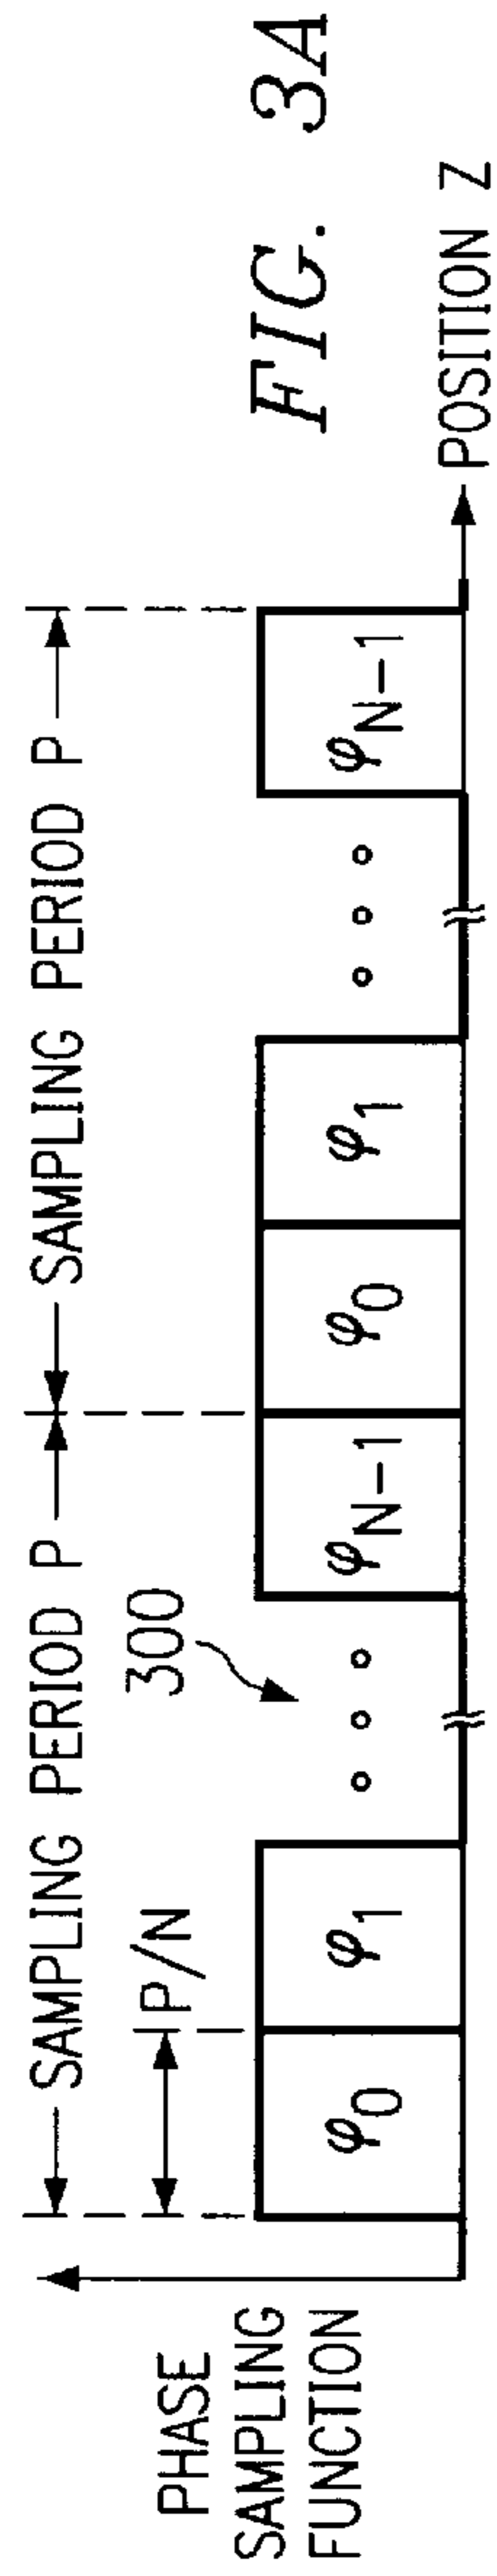 SAMPLING PERIOD P
SAMPLING PERIOD P
P/N
300
FIG. 3A
PHASE
SAMPLING
FUNCTION
φ0
φ1
φN-1
φ0
φ1
φN-1
POSITION Z